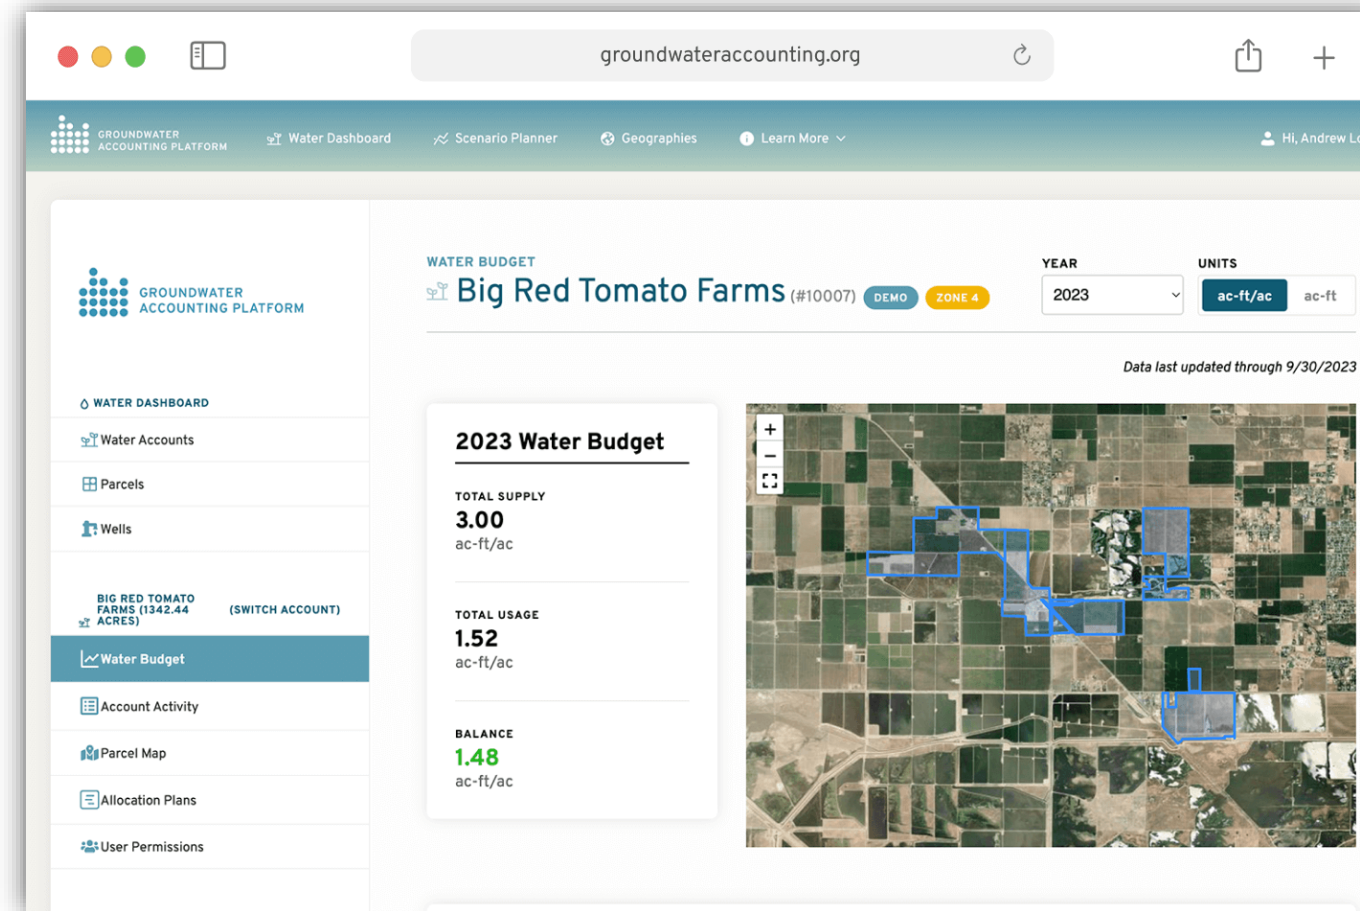 groundwateraccounting.org
GROUNDWATER
ACCOUNTING PLATFORM
Water Dashboard
Scenario Planner
Geographies
Learn More
Hi, Andrew Lo
GROUNDWATER
ACCOUNTING PLATFORM
WATER DASHBOARD
Water Accounts
Parcels
Wells
BIG RED TOMATO
FARMS (1342.44
ACRES)
(SWITCH ACCOUNT)
Water Budget
Account Activity
Parcel Map
Allocation Plans
User Permissions
WATER BUDGET
Big Red Tomato Farms (#10007) DEMO ZONE 4
YEAR
2023
UNITS
ac-ft/ac ac-ft
Data last updated through 9/30/2023
2023 Water Budget
TOTAL SUPPLY
3.00
ac-ft/ac
TOTAL USAGE
1.52
ac-ft/ac
BALANCE
1.48
ac-ft/ac
+
−